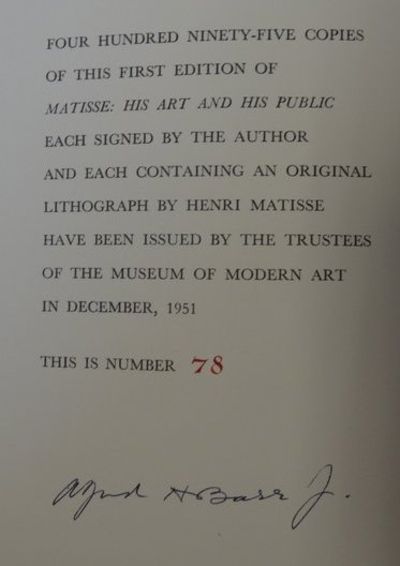 FOUR HUNDRED NINETY-FIVE COPIES
OF THIS FIRST EDITION OF
MATISSE: HIS ART AND HIS PUBLIC
EACH SIGNED BY THE AUTHOR
AND EACH CONTAINING AN ORIGINAL
LITHOGRAPH BY HENRI MATISSE
HAVE BEEN ISSUED BY THE TRUSTEES
OF THE MUSEUM OF MODERN ART
IN DECEMBER, 1951
THIS IS NUMBER 78
Alfred H Barr Jr.